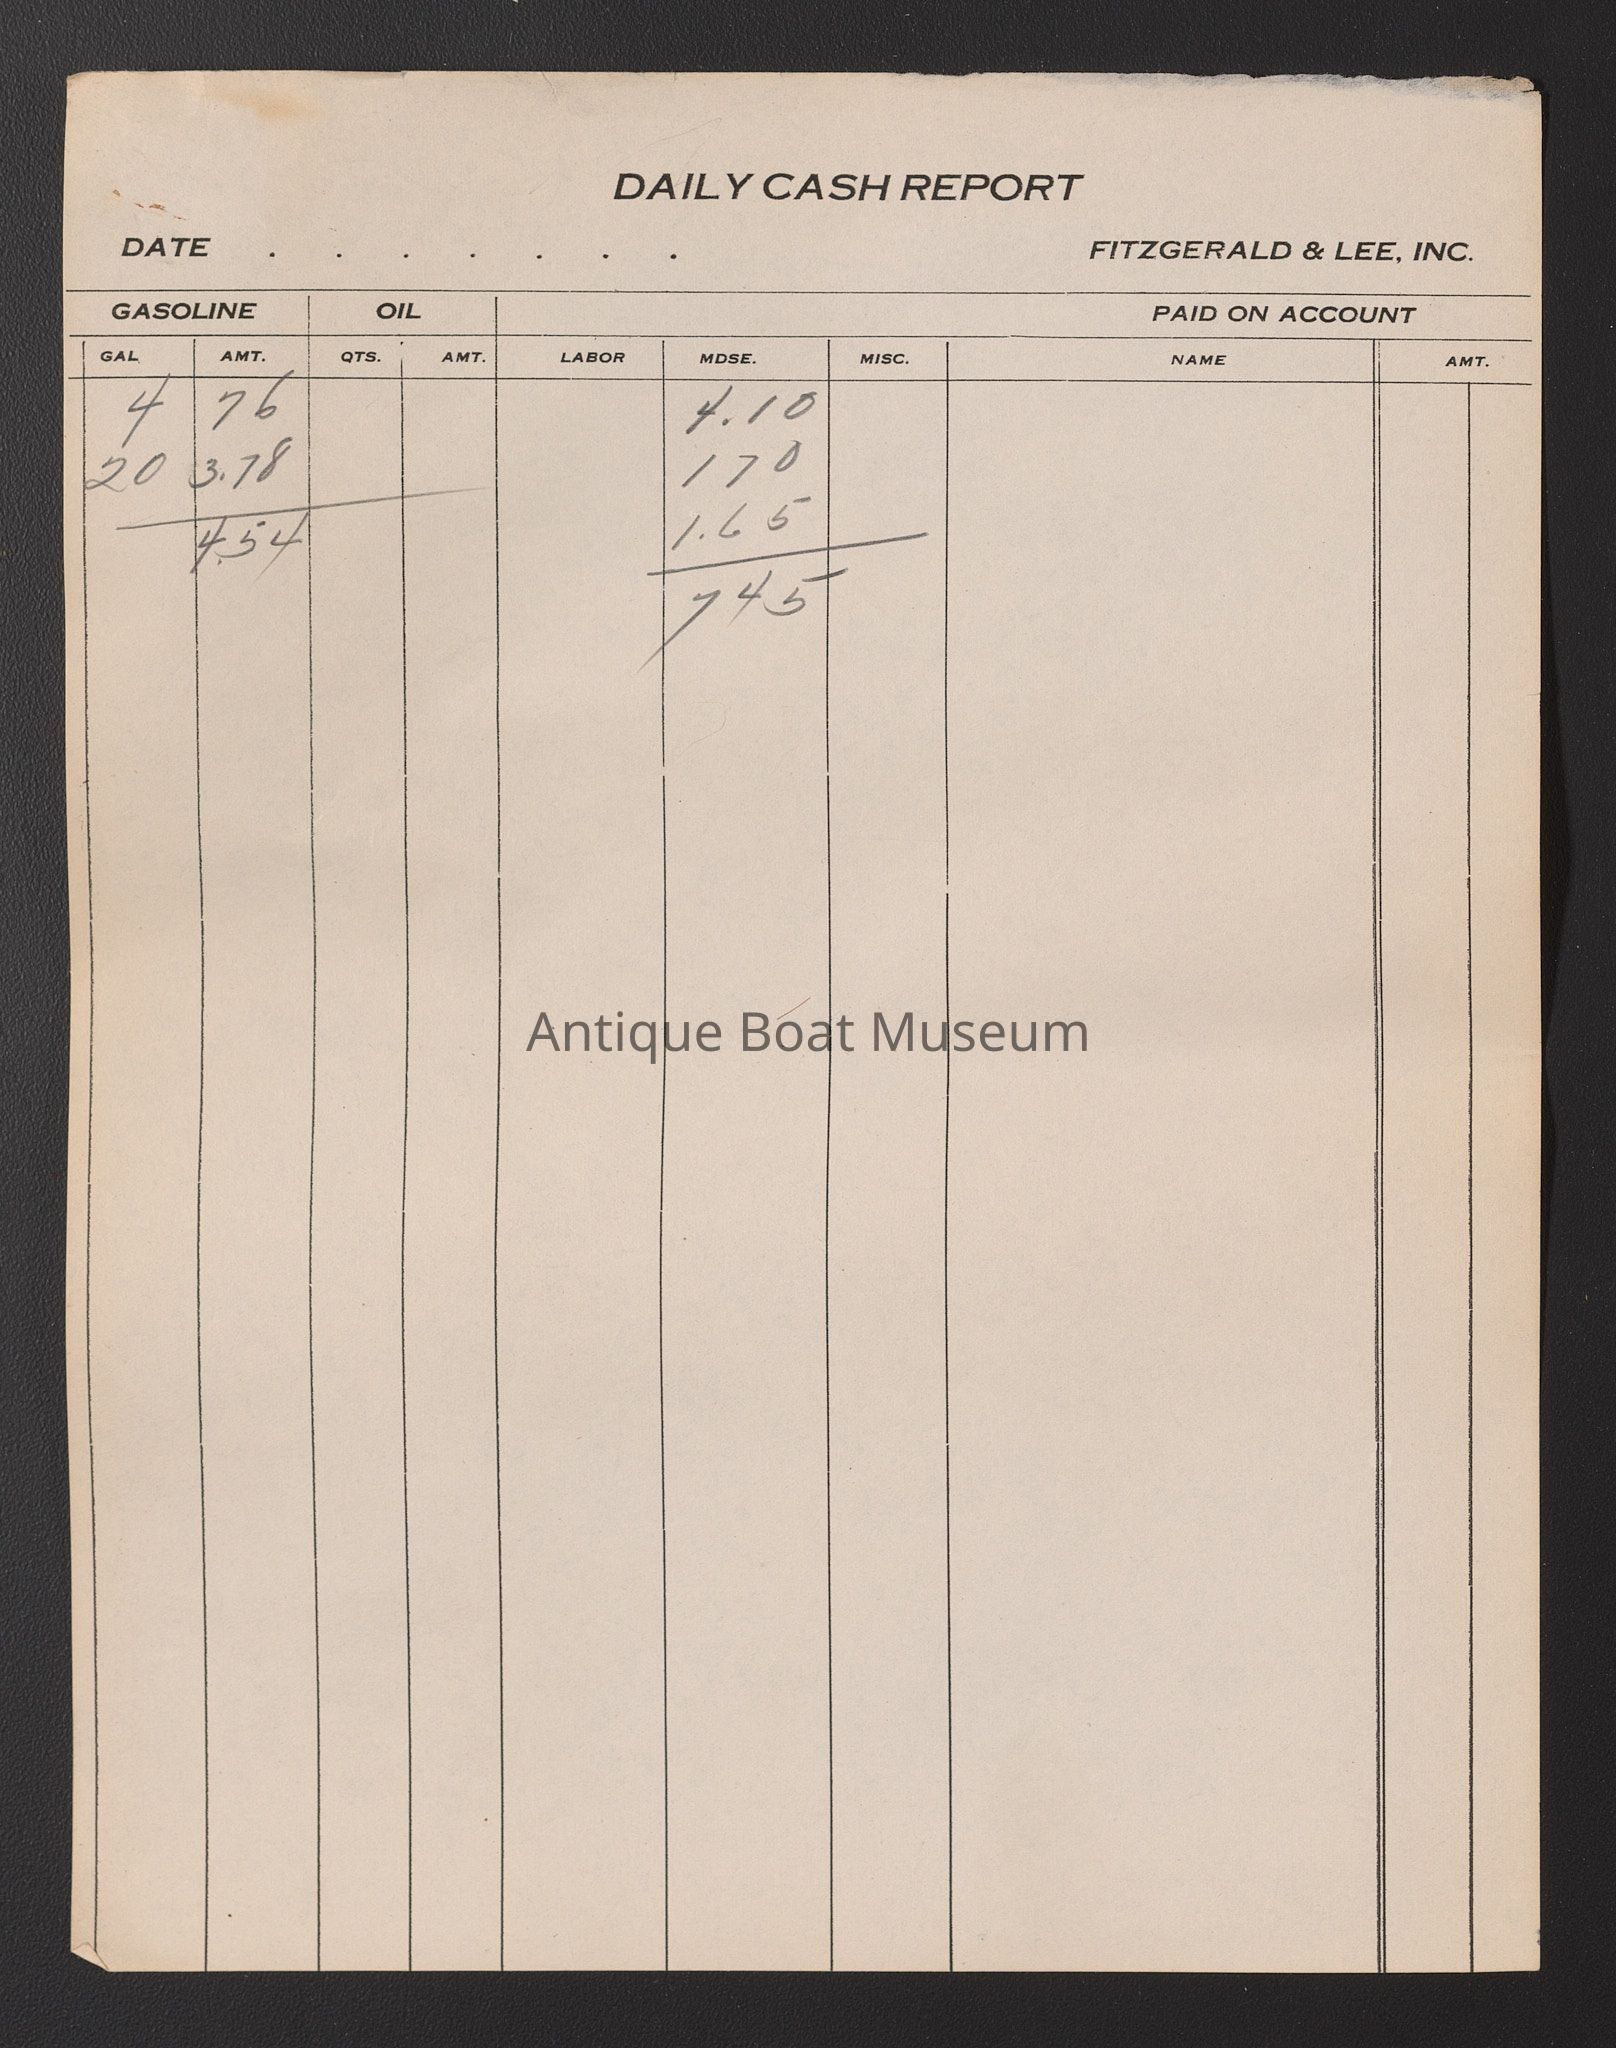 DAILY CASH REPORT
DATE . . . . . . . FITZGERALD & LEE, INC.
GASOLINE OIL PAID ON ACCOUNT
GAL AMT. QTS. AMT. LABOR MDSE. MISC. NAME AMT.
4 76 4.10
20 3.78 170
1.65
4.54
745
Antique Boat Museum